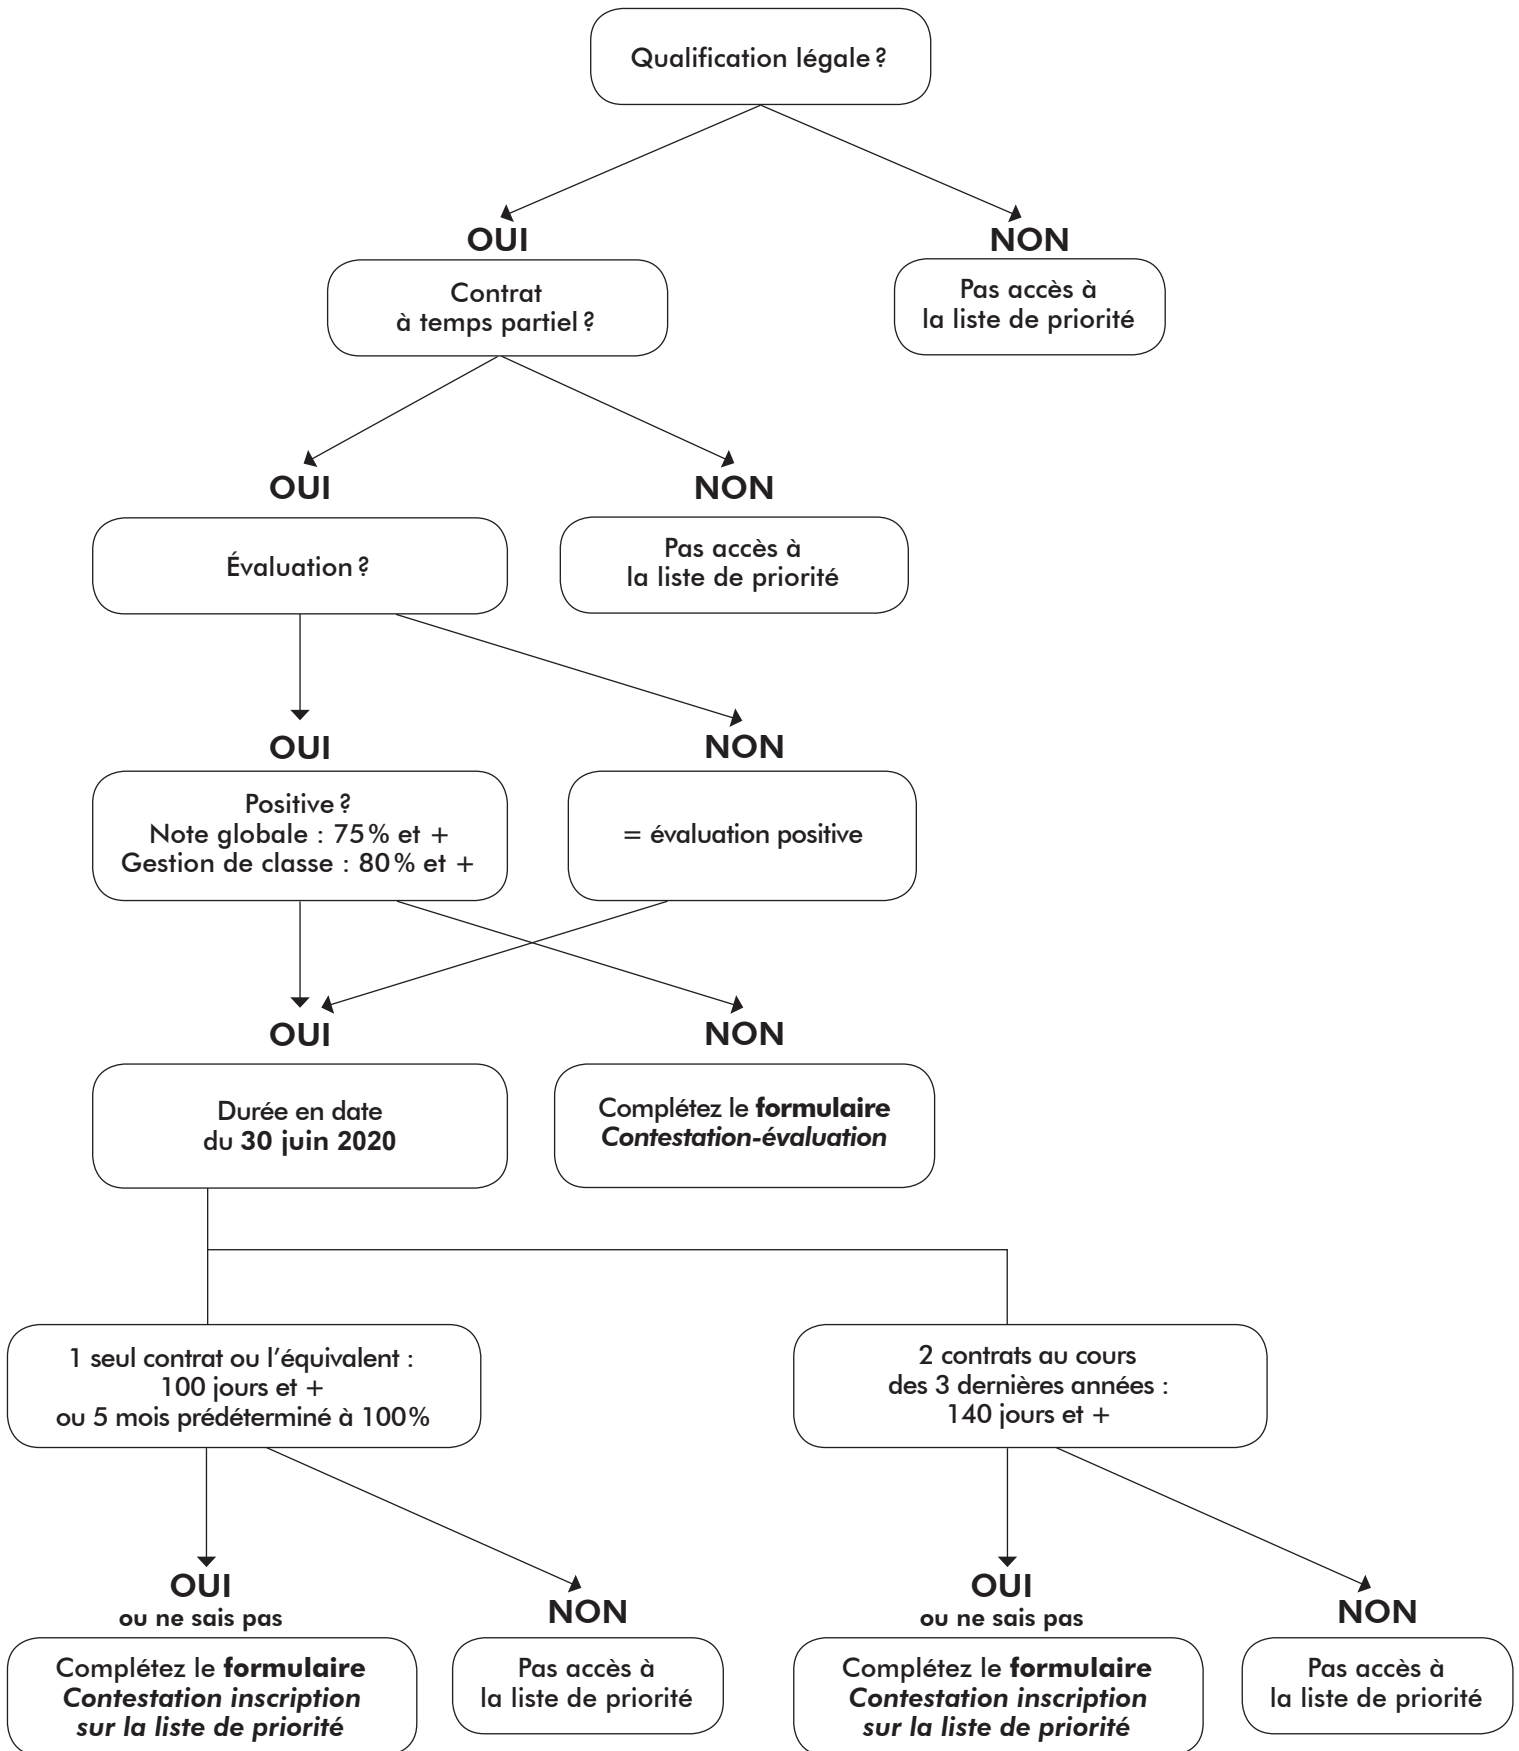 Qualification légale ?
OUI
NON
Contrat
à temps partiel ?
Pas accès à
la liste de priorité
OUI
NON
Évaluation ?
Pas accès à
la liste de priorité
OUI
NON
Positive ?
Note globale : 75 % et +
Gestion de classe : 80 % et +
= évaluation positive
OUI
NON
Durée en date
du 30 juin 2020
Complétez le formulaire
Contestation-évaluation
1 seul contrat ou l’équivalent :
100 jours et +
ou 5 mois prédéterminé à 100 %
2 contrats au cours
des 3 dernières années :
140 jours et +
OUI
ou ne sais pas
NON
OUI
ou ne sais pas
NON
Complétez le formulaire
Contestation inscription
sur la liste de priorité
Pas accès à
la liste de priorité
Complétez le formulaire
Contestation inscription
sur la liste de priorité
Pas accès à
la liste de priorité